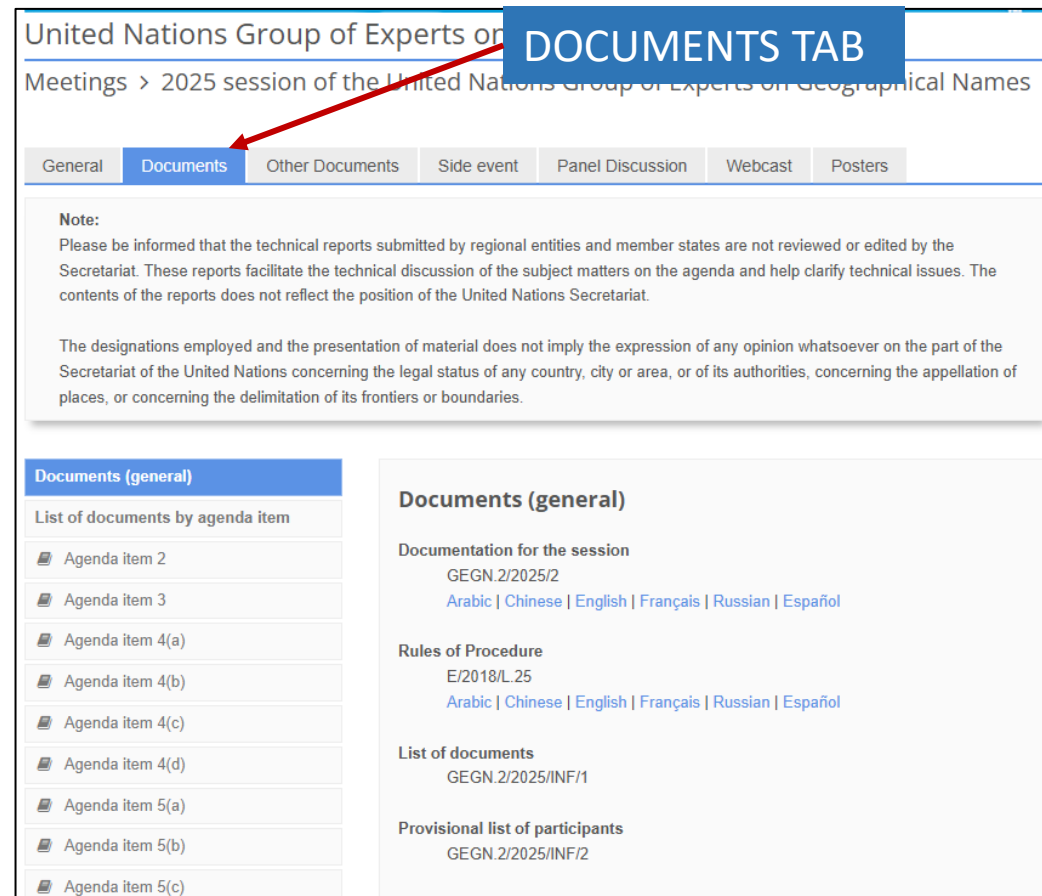 United Nations Group of Experts on
DOCUMENTS TAB
Meetings > 2025 session of the United Nations Group of Experts on Geographical Names
General Documents Other Documents Side event Panel Discussion Webcast Posters
Note:
Please be informed that the technical reports submitted by regional entities and member states are not reviewed or edited by the
Secretariat. These reports facilitate the technical discussion of the subject matters on the agenda and help clarify technical issues. The
contents of the reports does not reflect the position of the United Nations Secretariat.
The designations employed and the presentation of material does not imply the expression of any opinion whatsoever on the part of the
Secretariat of the United Nations concerning the legal status of any country, city or area, or of its authorities, concerning the appellation of
places, or concerning the delimitation of its frontiers or boundaries.
Documents (general)
List of documents by agenda item
Agenda item 2
Agenda item 3
Agenda item 4(a)
Agenda item 4(b)
Agenda item 4(c)
Agenda item 4(d)
Agenda item 5(a)
Agenda item 5(b)
Agenda item 5(c)
Documents (general)
Documentation for the session
GEGN.2/2025/2
Arabic | Chinese | English | Français | Russian | Español
Rules of Procedure
E/2018/L.25
Arabic | Chinese | English | Français | Russian | Español
List of documents
GEGN.2/2025/INF/1
Provisional list of participants
GEGN.2/2025/INF/2